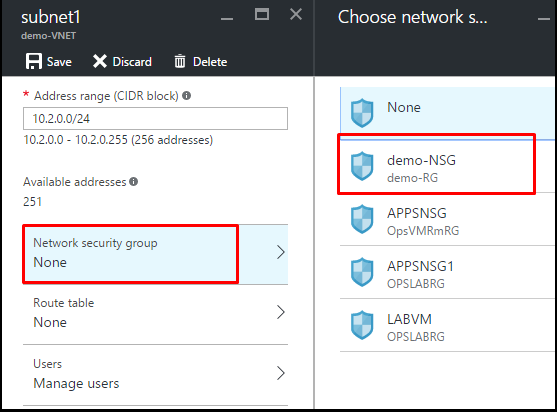 subnet1
demo-VNET
Save Discard Delete
* Address range (CIDR block)
10.2.0.0/24
10.2.0.0 - 10.2.0.255 (256 addresses)
Available addresses
251
Network security group
None
Route table
None
Users
Manage users
Choose network s...
None
demo-NSG
demo-RG
APPSNSG
OpsVMRmRG
APPSNSG1
OPSLABRG
LABVM
OPSLABRG